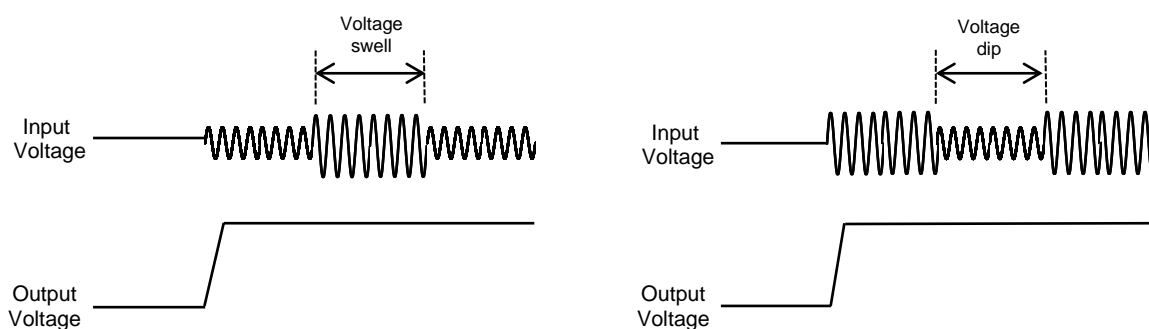 Voltage
swell
Input
Voltage
Output
Voltage
Voltage
dip
Input
Voltage
Output
Voltage